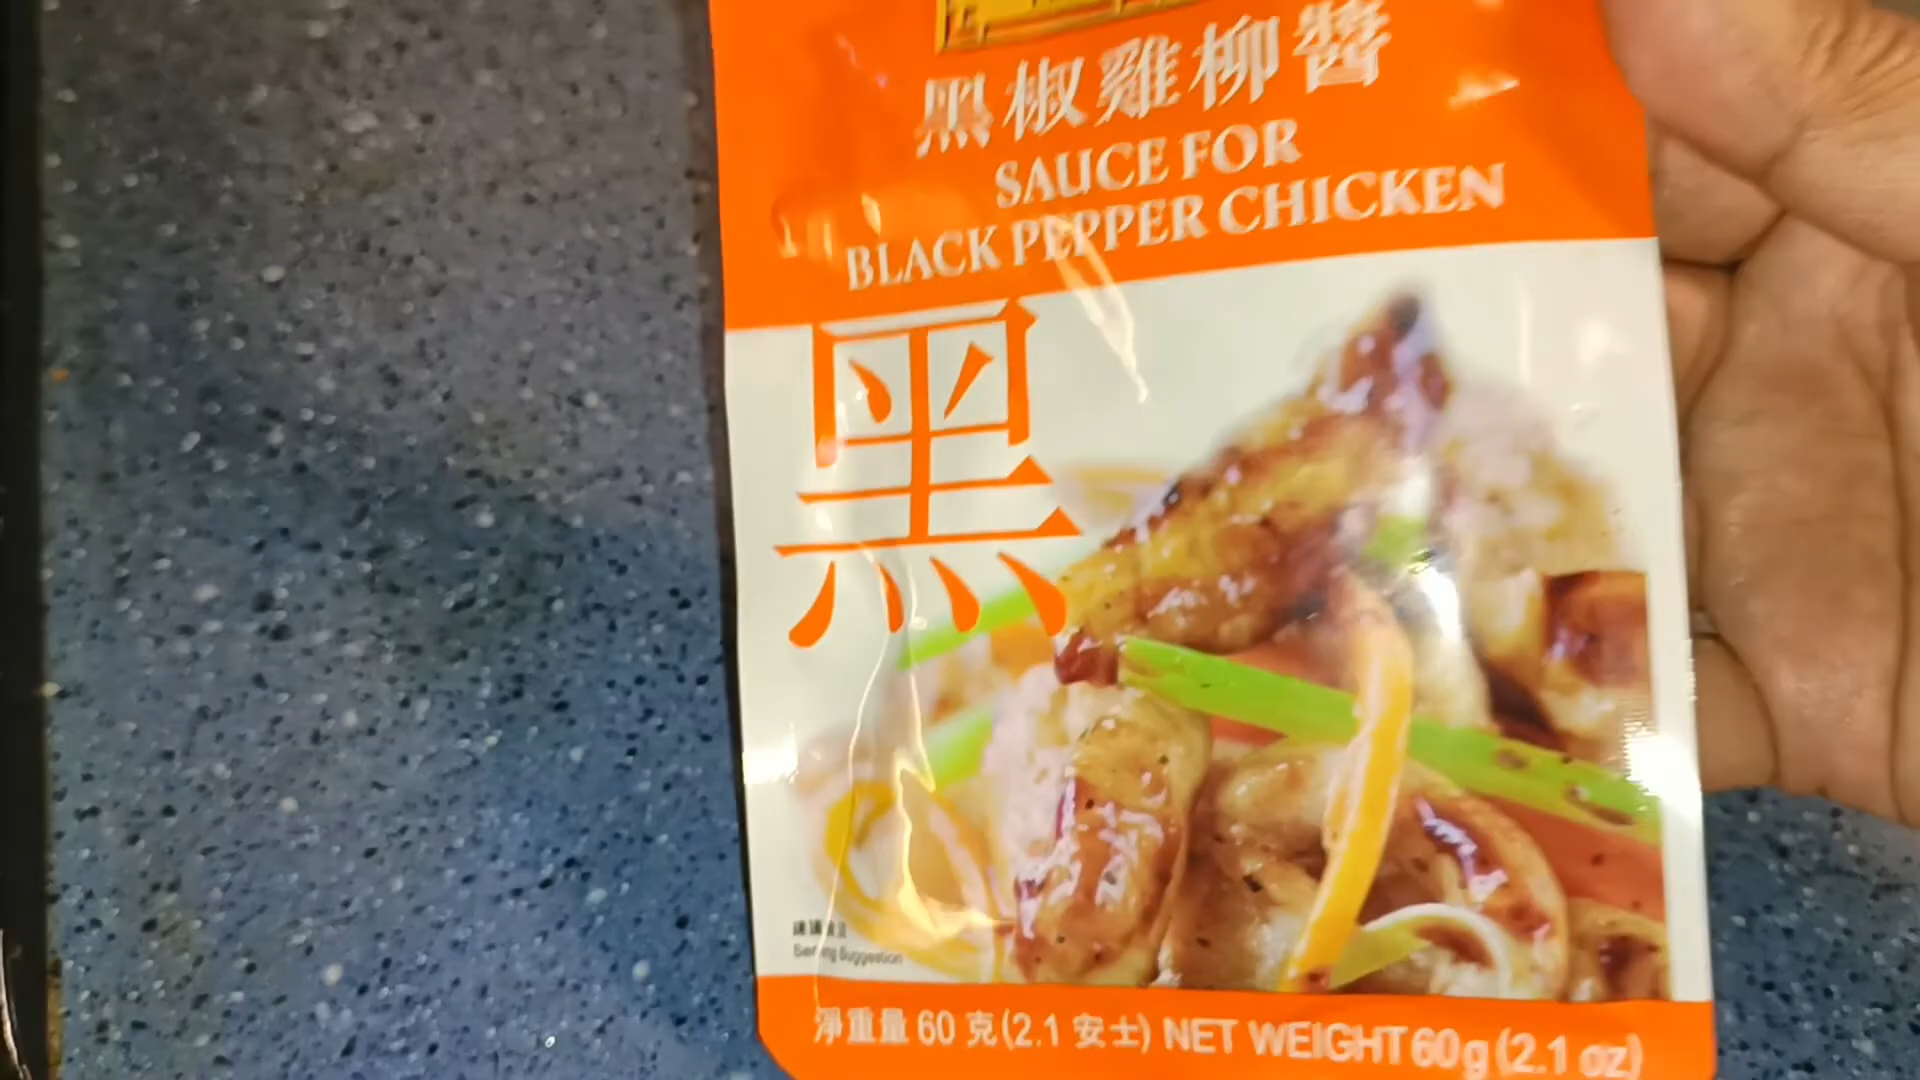 黑椒雞柳醬
SAUCE FOR
BLACK PEPPER CHICKEN
黑
Serving Suggestion
淨重量 60 克(2.1 安士) NET WEIGHT 60g (2.1 oz)